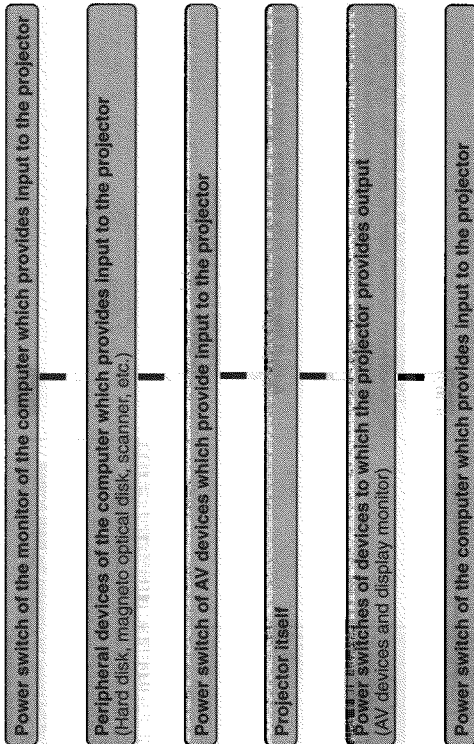 Power switch of the monitor of the computer which provides input to the projector
Peripheral devices of the computer which provides input to the projector
(Hard disk, magneto optical disk, scanner, etc.)
Power switch of AV devices which provide input to the projector
Projector itself
Power switches of devices to which the projector provides output
(AV devices and display monitor)
Power switch of the computer which provides input to the projector